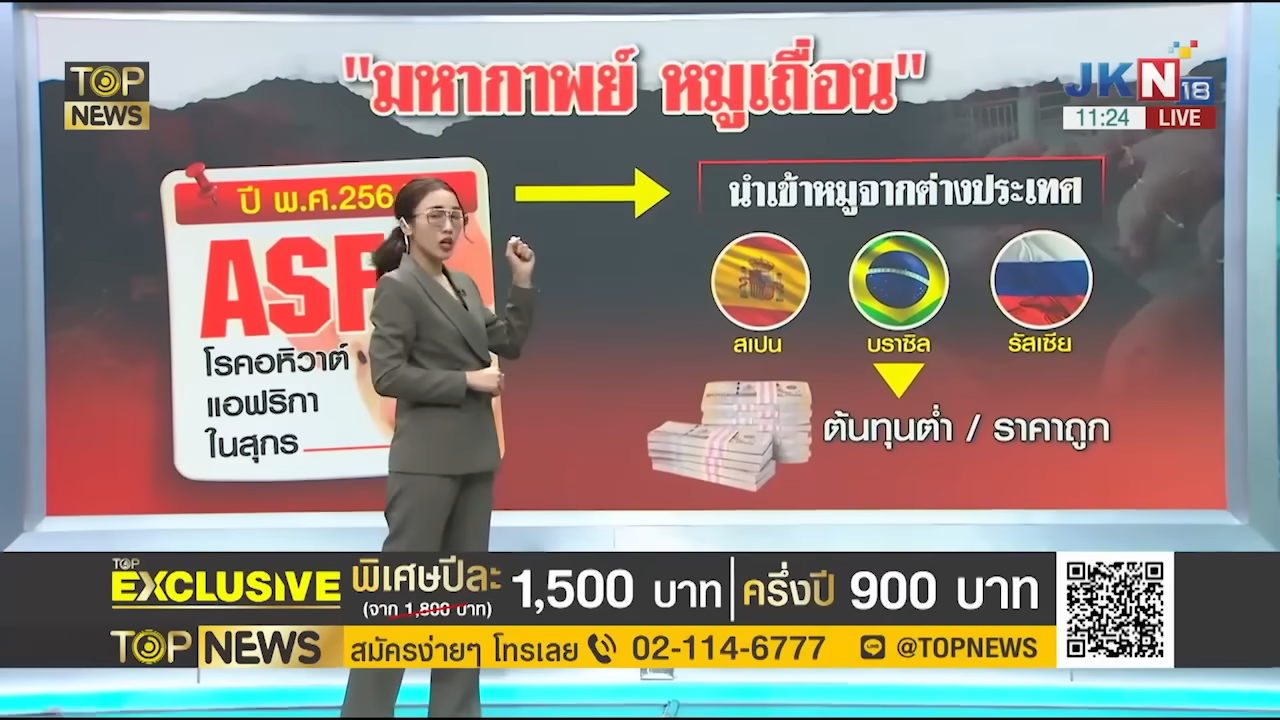 "มหากาพย์ หมูเถื่อน"
TOP NEWS
JKN 18
11:24 LIVE
ปี พ.ศ.256
ASF
โรคอหิวาต์
แอฟริกา
ในสุกร
นำเข้าหมูจากต่างประเทศ
สเปน
บราซิล
รัสเซีย
ต้นทุนต่ำ / ราคาถูก
TOP
EXCLUSIVE
พิเศษปีละ
(จาก 1,800 บาท)
1,500 บาท
ครึ่งปี 900 บาท
TOP NEWS
สมัครง่ายๆ โทรเลย 02-114-6777
LINE @TOPNEWS